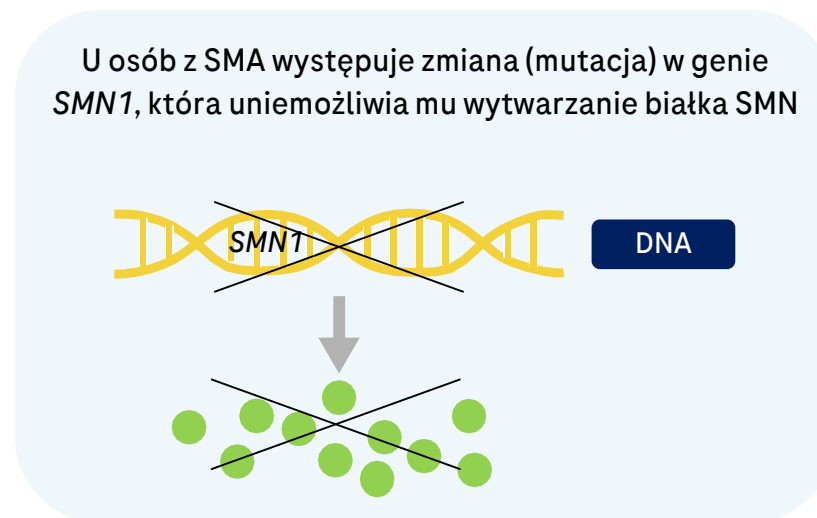 U osób z SMA występuje zmiana (mutacja) w genie
SMN1, która uniemożliwia mu wytwarzanie białka SMN
SMN1
DNA